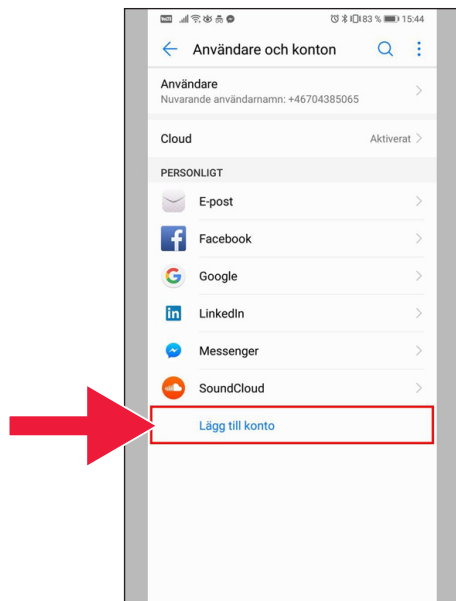 83 % 15:44
Användare och konton
Användare
Nuvarande användarnamn: +46704385065
Cloud
Aktiverat
PERSONLIGT
E-post
Facebook
Google
LinkedIn
Messenger
SoundCloud
Lägg till konto